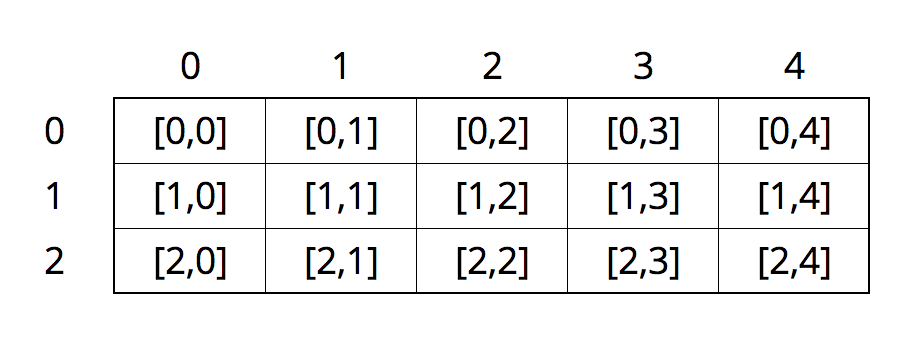 0 1 2 3 4
0 [0,0] [0,1] [0,2] [0,3] [0,4]
1 [1,0] [1,1] [1,2] [1,3] [1,4]
2 [2,0] [2,1] [2,2] [2,3] [2,4]